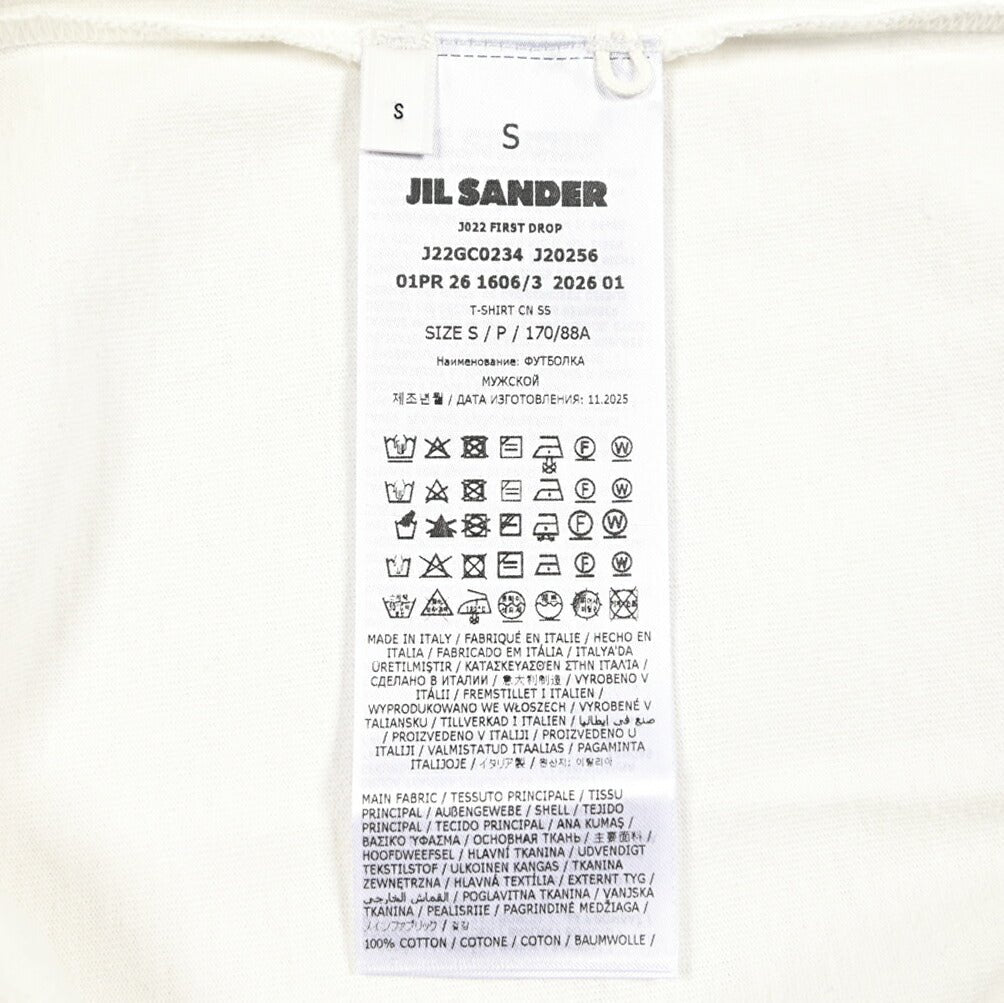 S
S
JIL SANDER
J022 FIRST DROP
J22GC0234 J20256
01PR 26 1606/3 2026 01
T-SHIRT CN SS
SIZE S / P / 170/88A
Наименование: ФУТБОЛКА
МУЖСКОЙ
제조년월 / ДАТА ИЗГОТОВЛЕНИЯ: 11.2025
F W
F W
F W
F W
MADE IN ITALY / FABRIQUÉ EN ITALIE / HECHO EN
ITALIA / FABRICADO EM ITÁLIA / ITALYA'DA
ÜRETILMIŞTIR / ΚΑΤΑΣΚΕΥΑΣΘΕΝ ΣΤΗΝ ΙΤΑΛΊΑ /
СДЕЛАНО В ИТАЛИИ / 意大利制造 / VYROBENO V
ITÁLII / FREMSTILLET I ITALIEN /
WYPRODUKOWANO WE WŁOSZECH / VYROBENÉ V
TALIANSKU / TILLVERKAD I ITALIEN / صنع في إيطاليا
/ PROIZVEDENO V ITALIJI / PROIZVEDENO U
ITALIJI / VALMISTATUD ITAALIAS / PAGAMINTA
ITALIJOJE / イタリア製 / 원산지: 이탈리아
MAIN FABRIC / TESSUTO PRINCIPALE / TISSU
PRINCIPAL / AUßENGEWEBE / SHELL / TEJIDO
PRINCIPAL / TECIDO PRINCIPAL / ANA KUMAŞ /
ΒΑΣΙΚΌ ΎΦΑΣΜΑ / ОСНОВНАЯ ТКАНЬ / 主要面料 /
HOOFDWEEFSEL / HLAVNÍ TKANINA / UDVENDIGT
TEKSTILSTOF / ULKOINEN KANGAS / TKANINA
ZEWNĘTRZNA / HLAVNÁ TEXTÍLIA / EXTERNT TYG /
القماش الخارجي / POGLAVITNA TKANINA / VANJSKA
TKANINA / PEALISRIIE / PAGRINDINĖ MEDŽIAGA /
メインファブリック / 겉감
100% COTTON / COTONE / COTON / BAUMWOLLE /